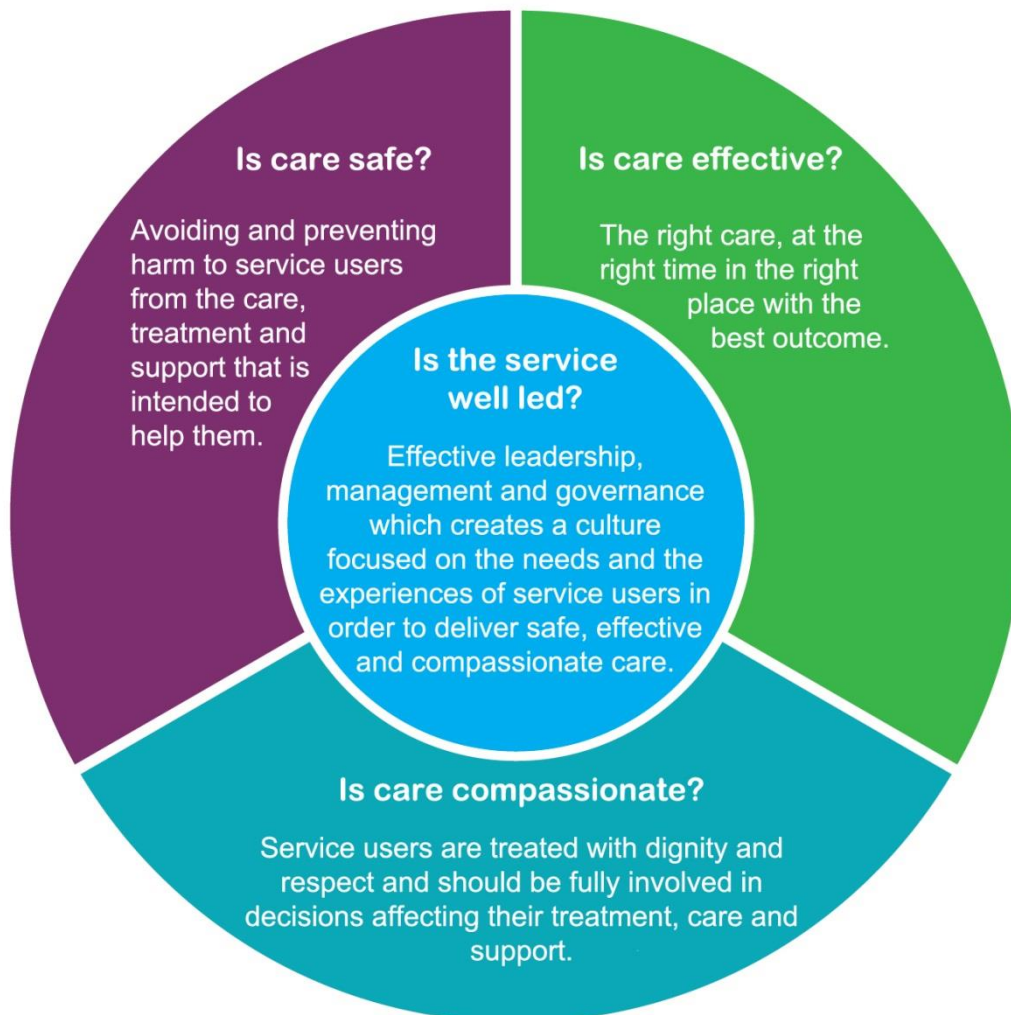 Is care safe?
Avoiding and preventing
harm to service users
from the care,
treatment and
support that is
intended to
help them.
Is care effective?
The right care, at the
right time in the right
place with the
best outcome.
Is the service
well led?
Effective leadership,
management and governance
which creates a culture
focused on the needs and the
experiences of service users in
order to deliver safe, effective
and compassionate care.
Is care compassionate?
Service users are treated with dignity and
respect and should be fully involved in
decisions affecting their treatment, care and
support.